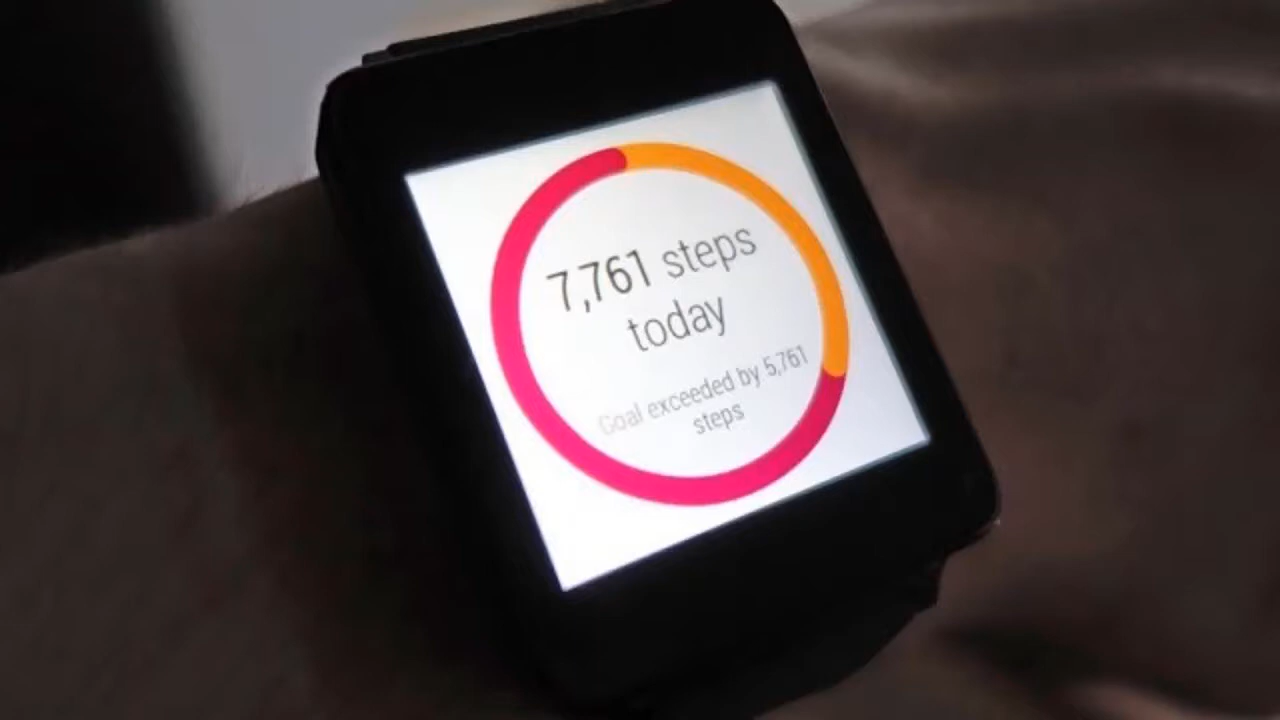 7,761 steps
today
Goal exceeded by 5,761
steps